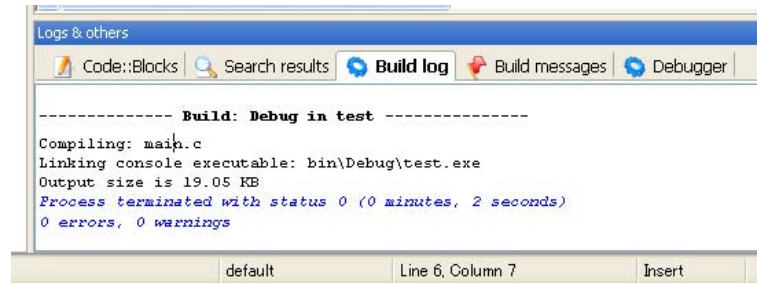 Logs & others
Code::Blocks Search results Build log Build messages Debugger
-------------- Build: Debug in test ---------------
Compiling: main.c
Linking console executable: bin\Debug\test.exe
Output size is 19.05 KB
Process terminated with status 0 (0 minutes, 2 seconds)
0 errors, 0 warnings
default Line 6, Column 7 Insert